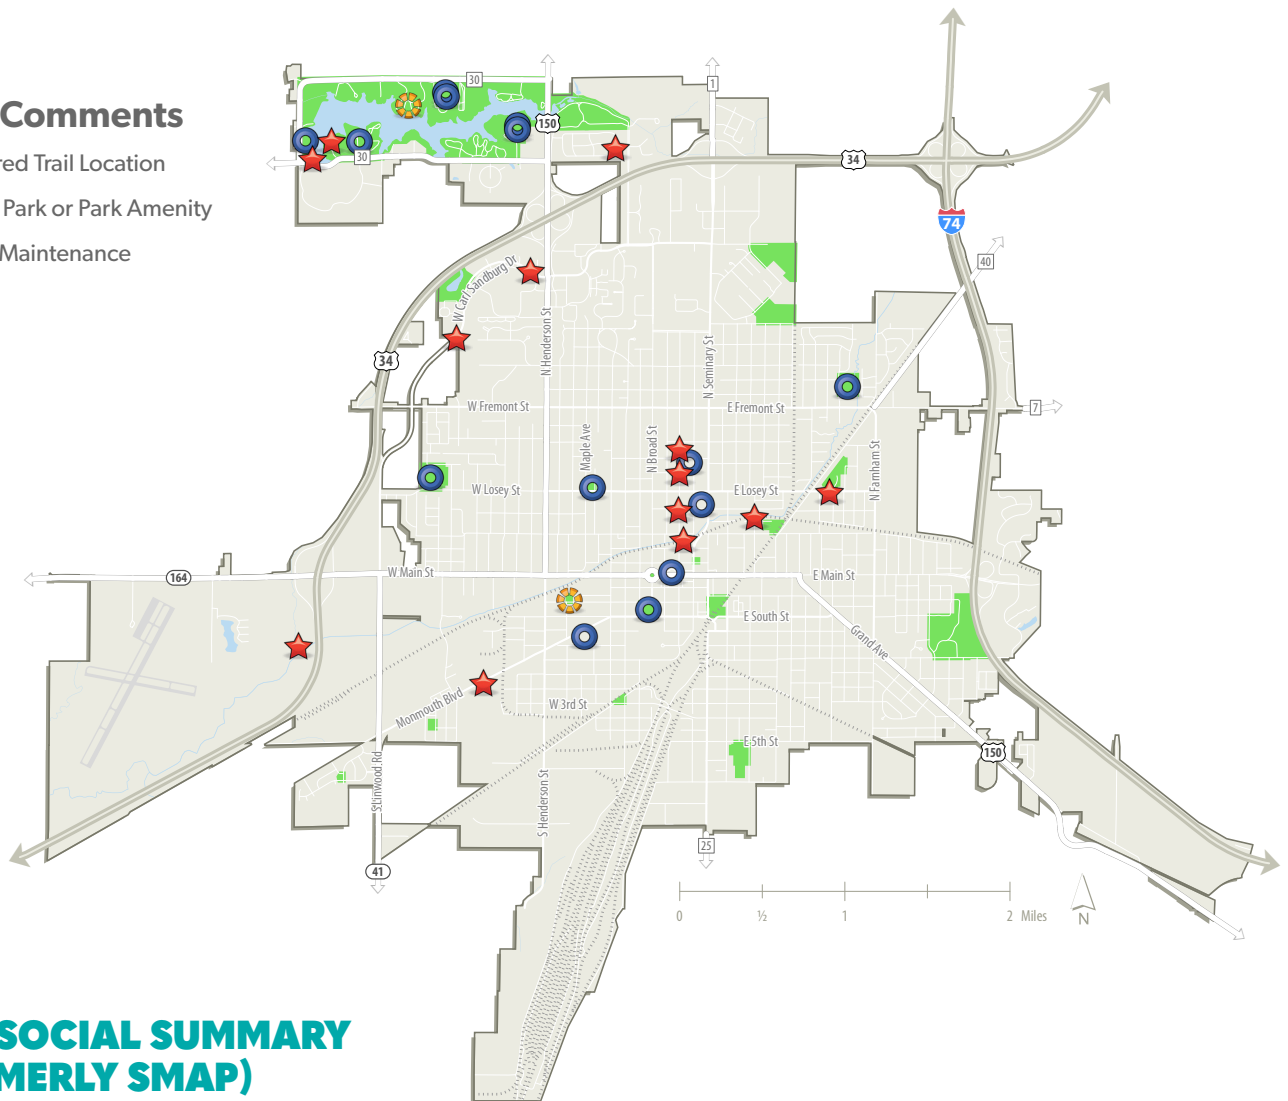 Comments
red Trail Location
Park or Park Amenity
Maintenance
30
150
1
30
34
74
40
W Carl Sandburg Dr
N Henderson St
N Seminary St
34
W Fremont St
E Fremont St
7
Maple Ave
N Broad St
N Farnham St
W Losey St
E Losey St
164
W Main St
E Main St
E South St
Grand Ave
Monmouth Blvd
W 3rd St
E 5th St
150
S Linwood Rd
S Henderson St
25
41
0 ½ 1 2 Miles
N
SOCIAL SUMMARY
MERLY SMAP)